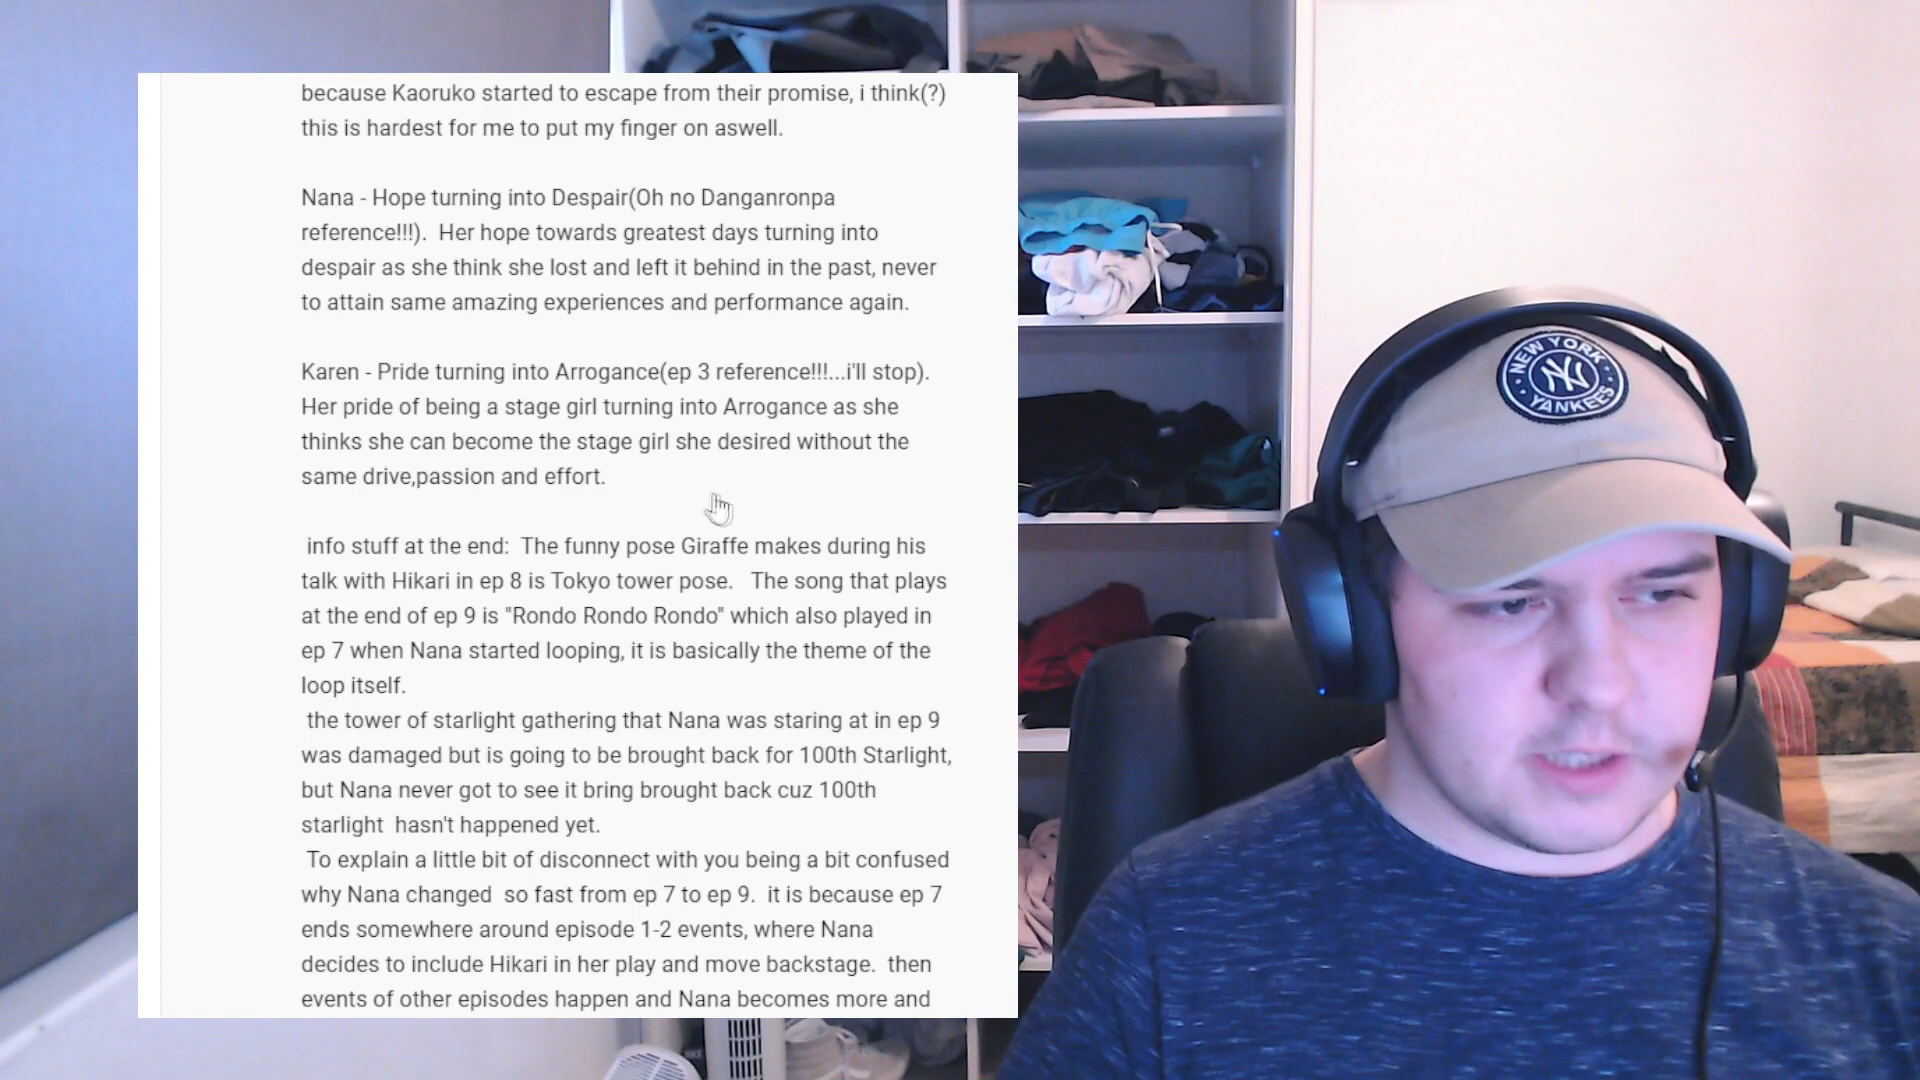 because Kaoruko started to escape from their promise, i think(?)
this is hardest for me to put my finger on aswell.
Nana - Hope turning into Despair(Oh no Danganronpa
reference!!!).  Her hope towards greatest days turning into
despair as she think she lost and left it behind in the past, never
to attain same amazing experiences and performance again.
Karen - Pride turning into Arrogance(ep 3 reference!!!...i'll stop).
Her pride of being a stage girl turning into Arrogance as she
thinks she can become the stage girl she desired without the
same drive,passion and effort.
info stuff at the end:  The funny pose Giraffe makes during his
talk with Hikari in ep 8 is Tokyo tower pose.   The song that plays
at the end of ep 9 is "Rondo Rondo Rondo" which also played in
ep 7 when Nana started looping, it is basically the theme of the
loop itself.
the tower of starlight gathering that Nana was staring at in ep 9
was damaged but is going to be brought back for 100th Starlight,
but Nana never got to see it bring brought back cuz 100th
starlight  hasn't happened yet.
To explain a little bit of disconnect with you being a bit confused
why Nana changed  so fast from ep 7 to ep 9.  it is because ep 7
ends somewhere around episode 1-2 events, where Nana
decides to include Hikari in her play and move backstage.  then
events of other episodes happen and Nana becomes more and
NEW YORK
NY
YANKEES